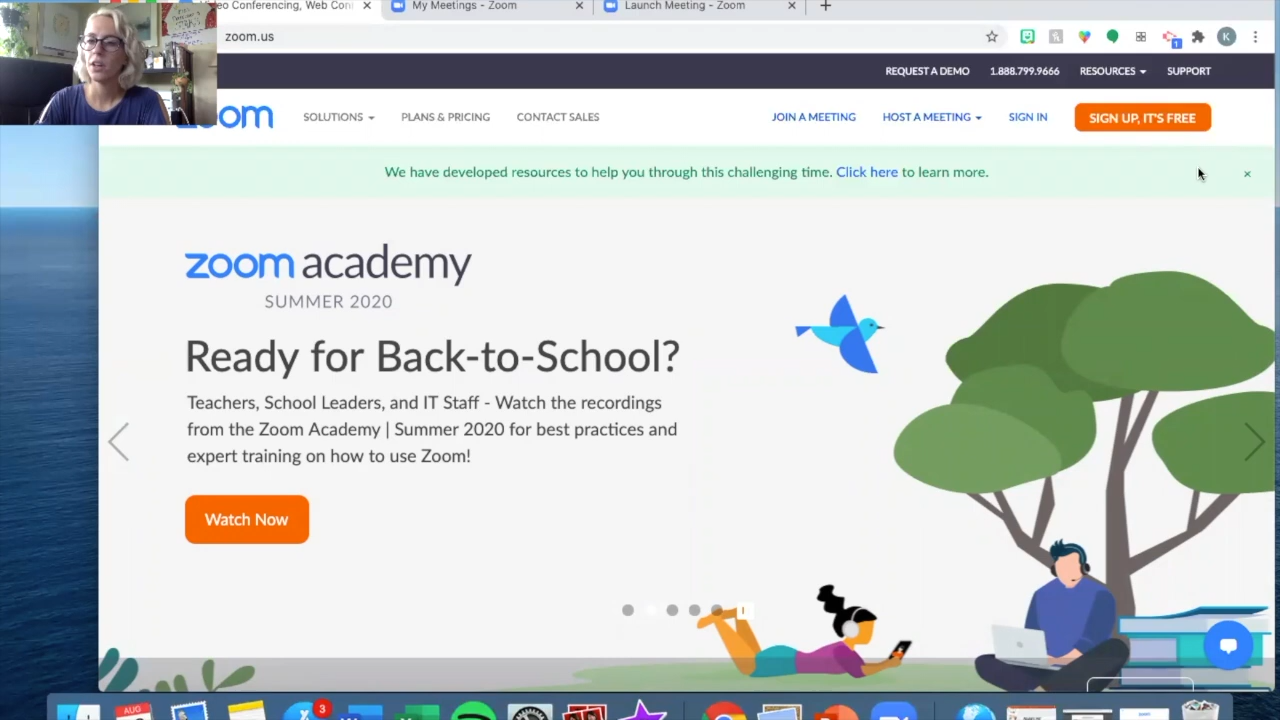 Video Conferencing, Web Con
My Meetings - Zoom
Launch Meeting - Zoom
zoom.us
1
K
REQUEST A DEMO
1.888.799.9666
RESOURCES
SUPPORT
zoom
SOLUTIONS
PLANS & PRICING
CONTACT SALES
JOIN A MEETING
HOST A MEETING
SIGN IN
SIGN UP, IT'S FREE
We have developed resources to help you through this challenging time. Click here to learn more.
zoom academy
SUMMER 2020
Ready for Back-to-School?
Teachers, School Leaders, and IT Staff - Watch the recordings
from the Zoom Academy | Summer 2020 for best practices and
expert training on how to use Zoom!
Watch Now
AUG
3